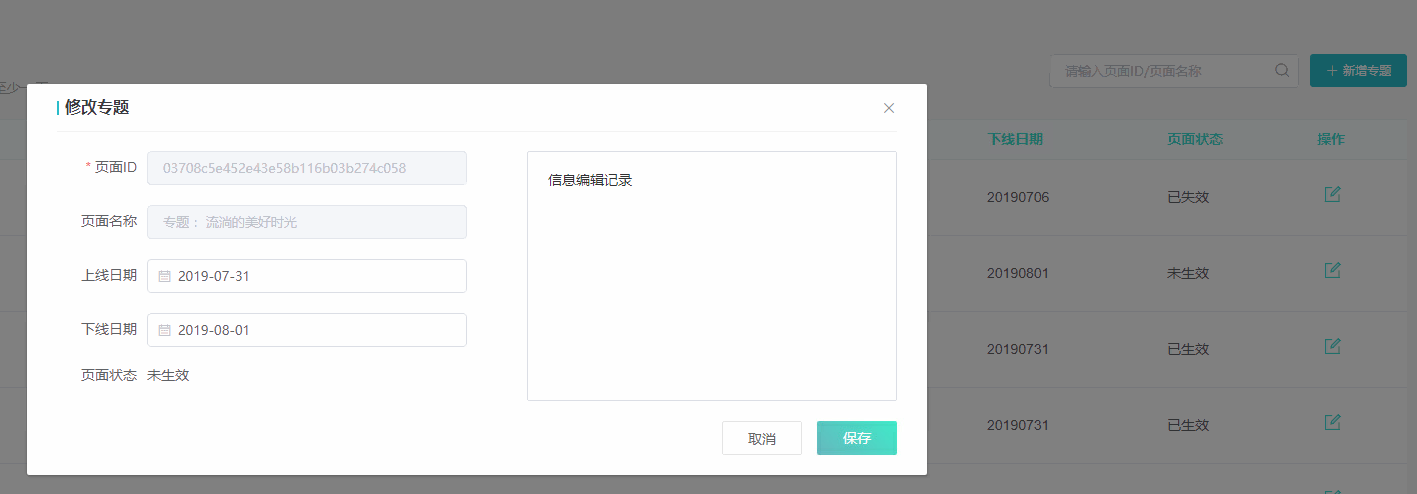 请输入页面ID/页面名称
新增专题
修改专题
* 页面ID 03708c5e452e43e58b116b03b274c058
页面名称 专题： 流淌的美好时光
上线日期 2019-07-31
下线日期 2019-08-01
页面状态 未生效
信息编辑记录
取消 保存
下线日期 页面状态 操作
20190706 已失效
20190801 未生效
20190731 已生效
20190731 已生效